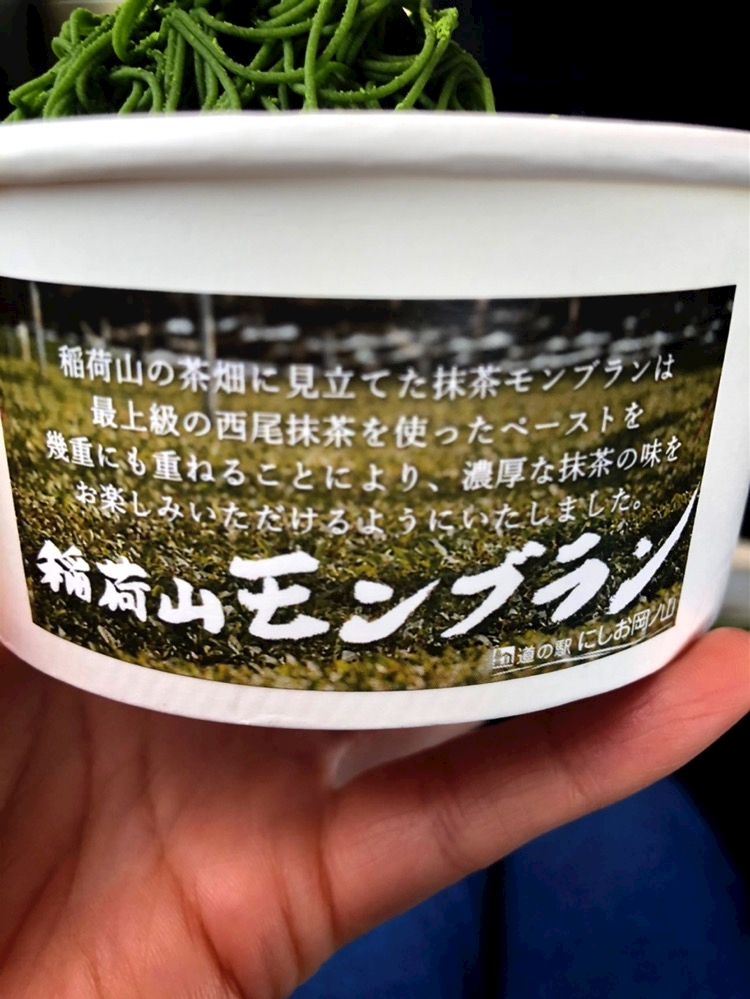 稲荷山の茶畑に見立てた抹茶モンブランは
最上級の西尾抹茶を使ったペーストを
幾重にも重ねることにより、濃厚な抹茶の味を
お楽しみいただけるようにいたしました。
稲荷山モンブラン
道の駅 にしお岡ノ山